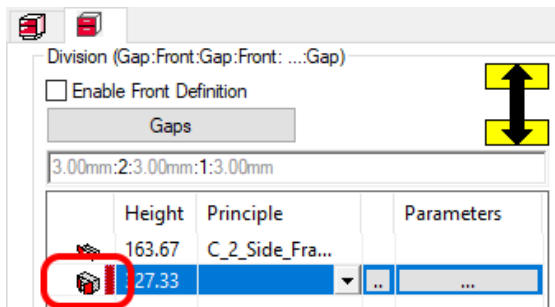 Division (Gap:Front:Gap:Front: ...:Gap)
Enable Front Definition
Gaps
3.00mm:2:3.00mm:1:3.00mm
Height Principle Parameters
163.67 C_2_Side_Fra...
327.33 .. ...